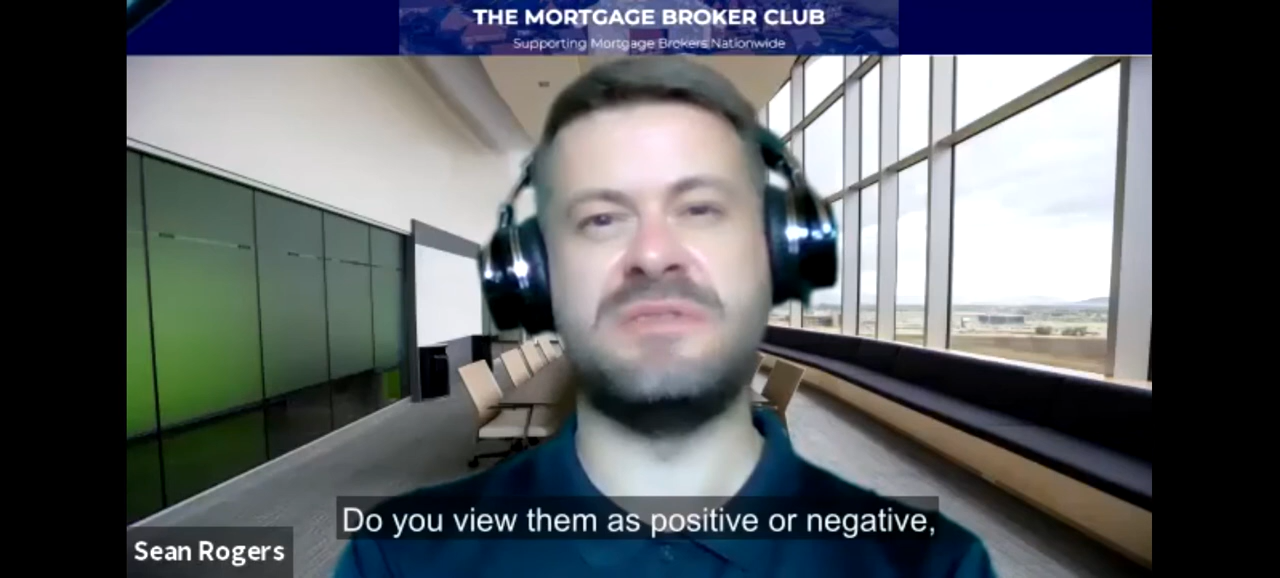 THE MORTGAGE BROKER CLUB
Supporting Mortgage Brokers Nationwide
Do you view them as positive or negative,
Sean Rogers